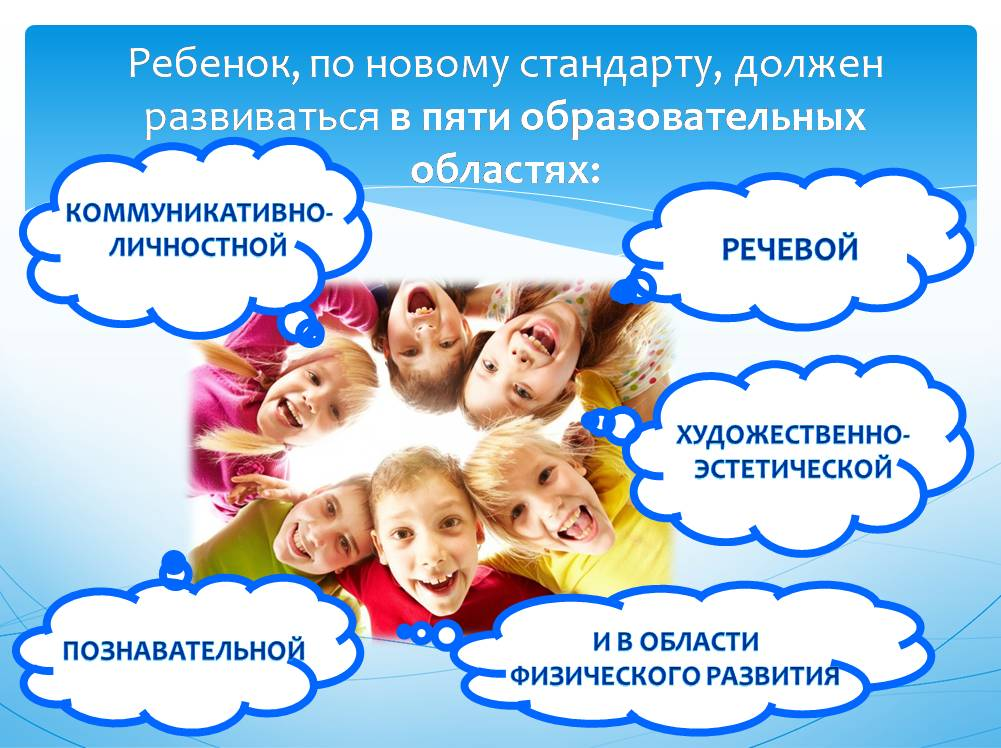 Ребенок, по новому стандарту, должен
развиваться в пяти образовательных
областях:
КОММУНИКАТИВНО-
ЛИЧНОСТНОЙ
РЕЧЕВОЙ
ХУДОЖЕСТВЕННО-
ЭСТЕТИЧЕСКОЙ
ПОЗНАВАТЕЛЬНОЙ
И В ОБЛАСТИ
ФИЗИЧЕСКОГО РАЗВИТИЯ